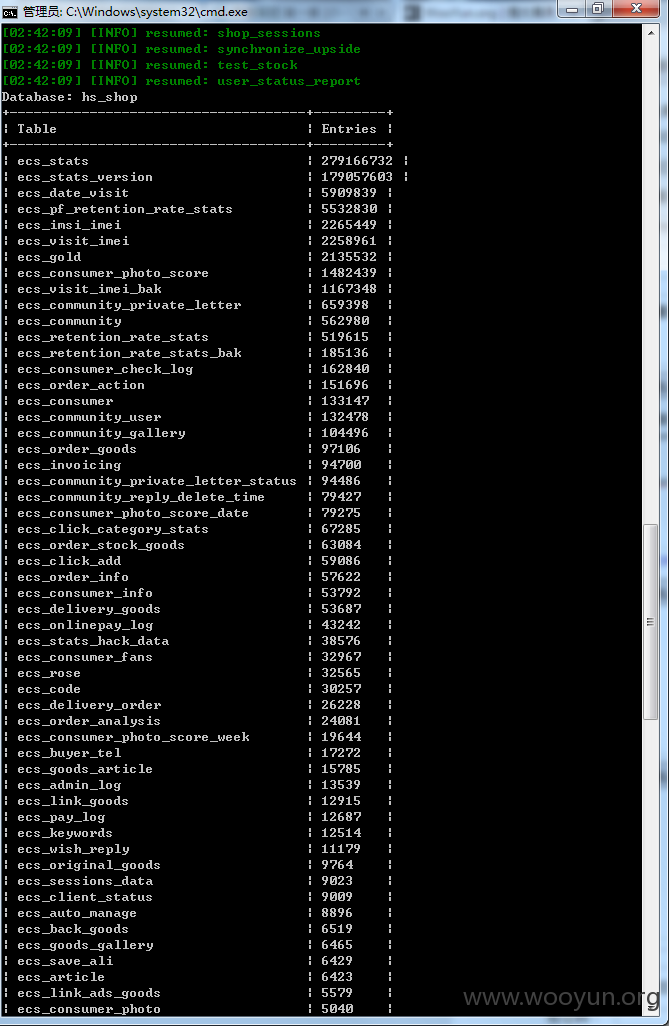 管理员: C:\Windows\system32\cmd.exe
[02:42:09] [INFO] resumed: shop_sessions
[02:42:09] [INFO] resumed: synchronize_upside
[02:42:09] [INFO] resumed: test_stock
[02:42:09] [INFO] resumed: user_status_report
Database: hs_shop
+-------------------------------------+---------+
| Table | Entries |
+-------------------------------------+---------+
| ecs_stats | 279166732 |
| ecs_stats_version | 179057603 |
| ecs_date_visit | 5909839 |
| ecs_pf_retention_rate_stats | 5532830 |
| ecs_imsi_imei | 2265449 |
| ecs_visit_imei | 2258961 |
| ecs_gold | 2135532 |
| ecs_consumer_photo_score | 1482439 |
| ecs_visit_imei_bak | 1167348 |
| ecs_community_private_letter | 659398 |
| ecs_community | 562980 |
| ecs_retention_rate_stats | 519615 |
| ecs_retention_rate_stats_bak | 185136 |
| ecs_consumer_check_log | 162840 |
| ecs_order_action | 151696 |
| ecs_consumer | 133147 |
| ecs_community_user | 132478 |
| ecs_community_gallery | 104496 |
| ecs_order_goods | 97106 |
| ecs_invoicing | 94700 |
| ecs_community_private_letter_status | 94486 |
| ecs_community_reply_delete_time | 79427 |
| ecs_consumer_photo_score_date | 79275 |
| ecs_click_category_stats | 67285 |
| ecs_order_stock_goods | 63084 |
| ecs_click_add | 59086 |
| ecs_order_info | 57622 |
| ecs_consumer_info | 53792 |
| ecs_delivery_goods | 53687 |
| ecs_onlinepay_log | 43242 |
| ecs_stats_hack_data | 38576 |
| ecs_consumer_fans | 32967 |
| ecs_rose | 32565 |
| ecs_code | 30257 |
| ecs_delivery_order | 26228 |
| ecs_order_analysis | 24081 |
| ecs_consumer_photo_score_week | 19644 |
| ecs_buyer_tel | 17272 |
| ecs_goods_article | 15785 |
| ecs_admin_log | 13539 |
| ecs_link_goods | 12915 |
| ecs_pay_log | 12687 |
| ecs_keywords | 12514 |
| ecs_wish_reply | 11179 |
| ecs_original_goods | 9764 |
| ecs_sessions_data | 9023 |
| ecs_client_status | 9009 |
| ecs_auto_manage | 8896 |
| ecs_back_goods | 6519 |
| ecs_goods_gallery | 6465 |
| ecs_save_ali | 6429 |
| ecs_article | 6423 |
| ecs_link_ads_goods | 5579 |
| ecs_consumer_photo | 5040 |
www.wooyun.org